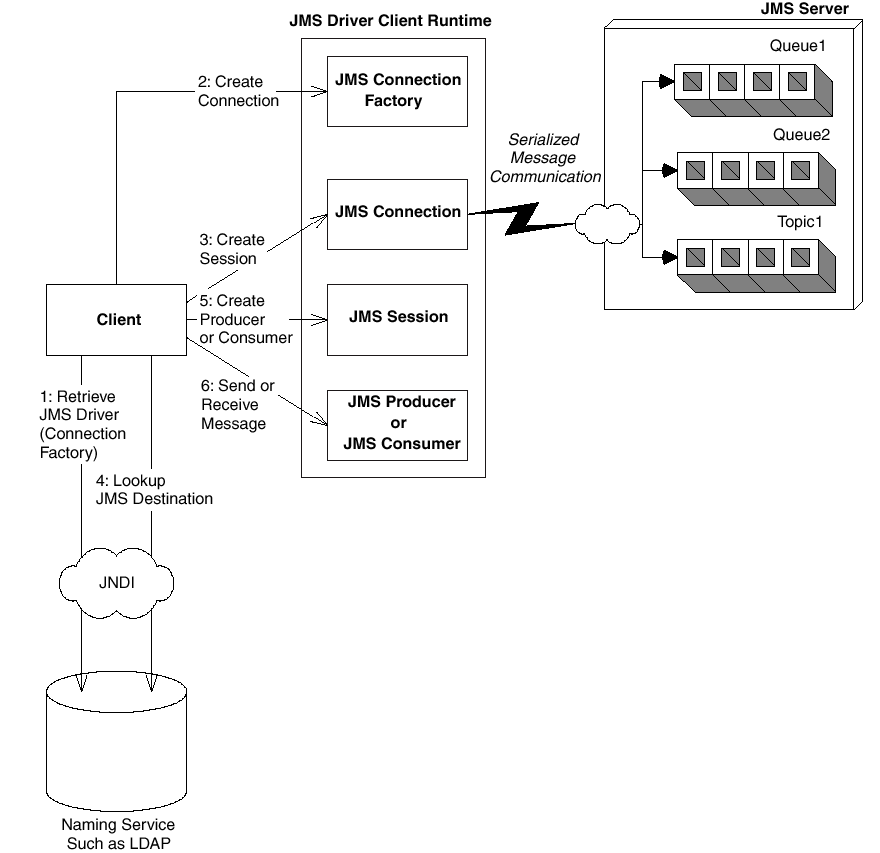 JMS Server
JMS Driver Client Runtime
Queue1
2: Create
Connection
JMS Connection
Factory
Queue2
Serialized
Message
Communication
JMS Connection
Topic1
3: Create
Session
5: Create
Producer
or Consumer
Client
JMS Session
6: Send or
Receive
Message
JMS Producer
or
JMS Consumer
1: Retrieve
JMS Driver
(Connection
Factory)
4: Lookup
JMS Destination
JNDI
Naming Service
Such as LDAP